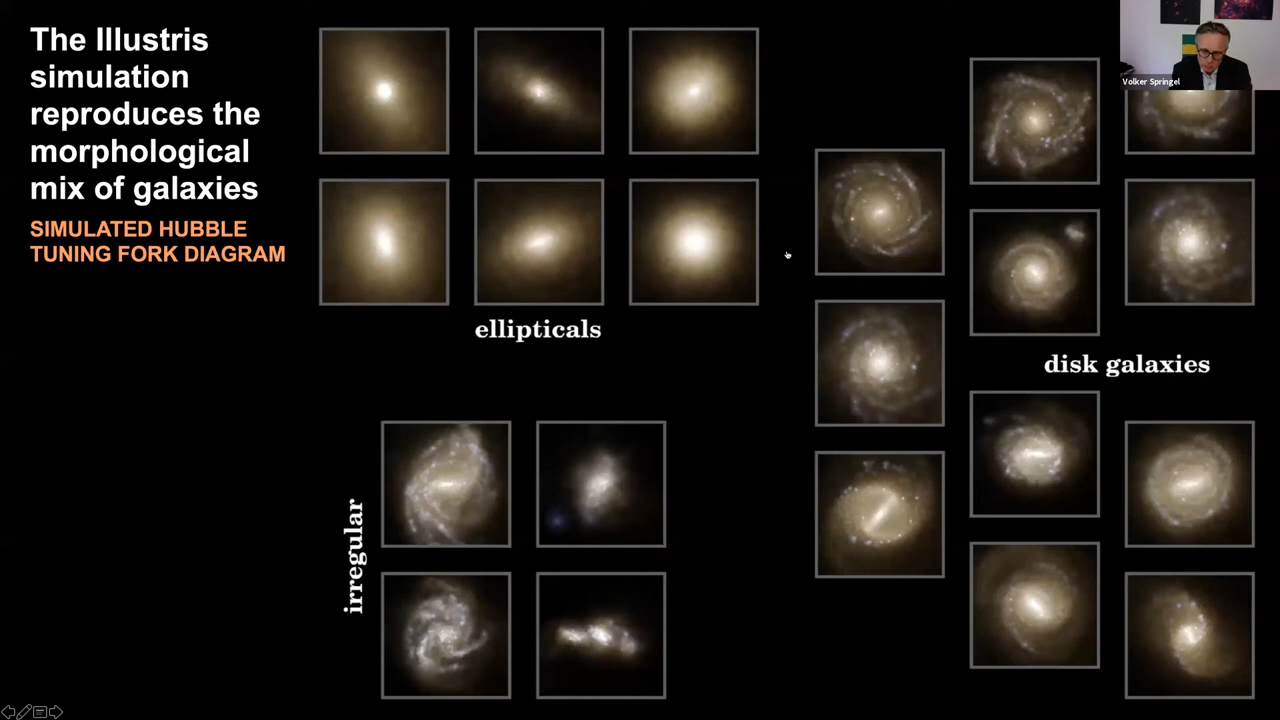 The Illustris
simulation
reproduces the
morphological
mix of galaxies
SIMULATED HUBBLE
TUNING FORK DIAGRAM
Volker Springel
ellipticals
disk galaxies
irregular